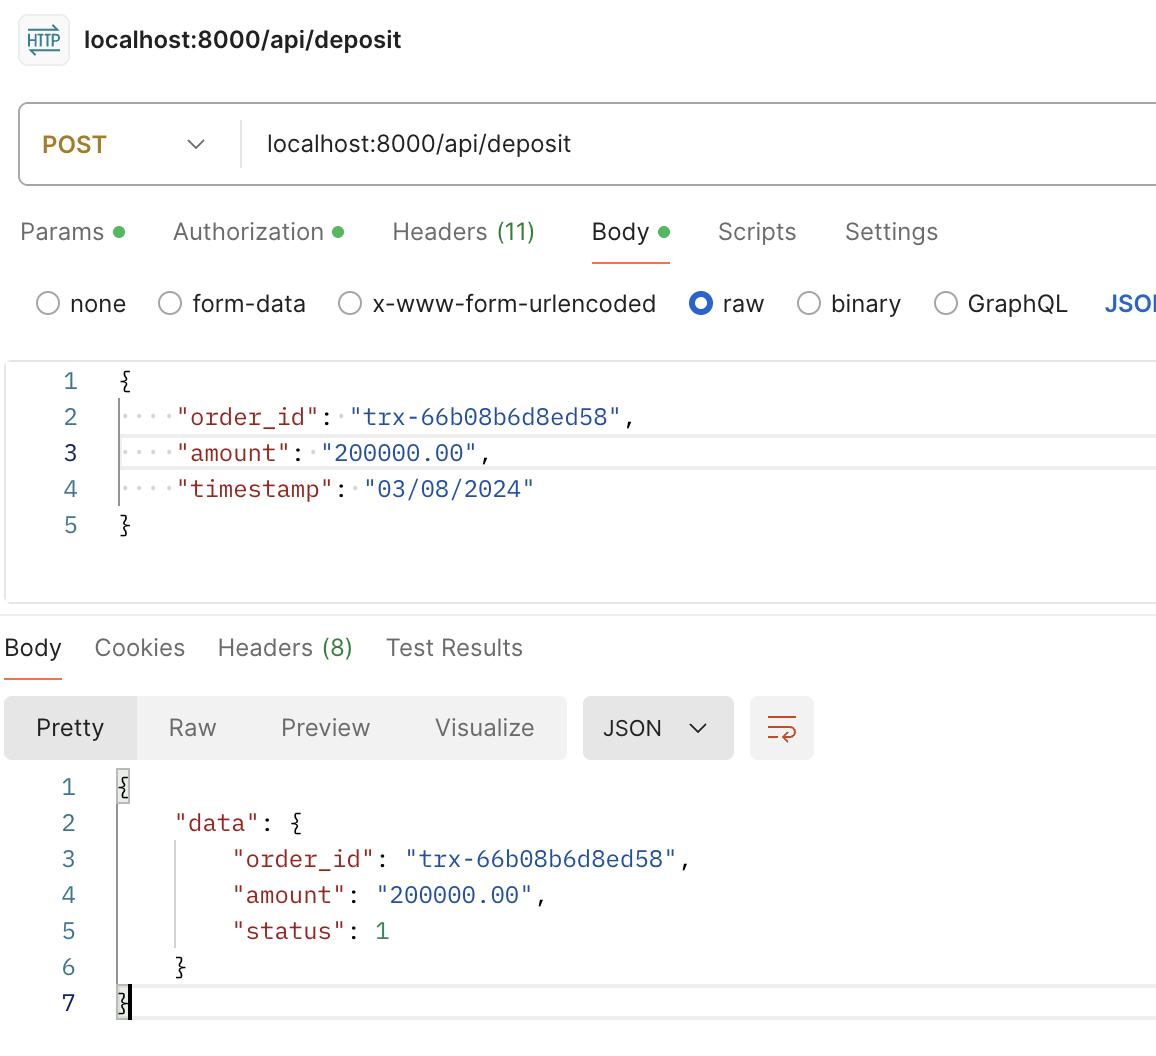 HTTP localhost:8000/api/deposit
POST localhost:8000/api/deposit
Params Authorization Headers (11) Body Scripts Settings
none form-data x-www-form-urlencoded raw binary GraphQL
1 {
2 "order_id": "trx-66b08b6d8ed58",
3 "amount": "200000.00",
4 "timestamp": "03/08/2024"
5 }
Body Cookies Headers (8) Test Results
Pretty Raw Preview Visualize JSON
1 {
2 "data": {
3 "order_id": "trx-66b08b6d8ed58",
4 "amount": "200000.00",
5 "status": 1
6 }
7 }